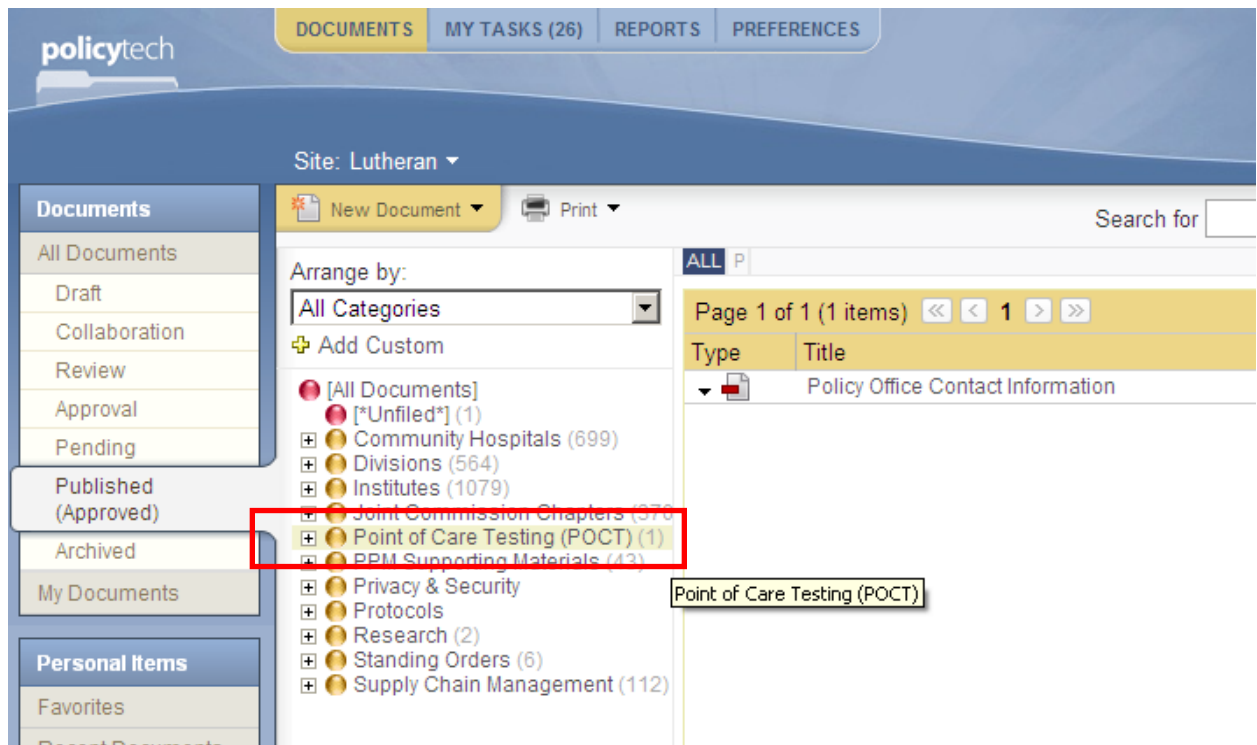 policytech
DOCUMENTS
MY TASKS (26)
REPORTS
PREFERENCES
Site: Lutheran
Documents
All Documents
Draft
Collaboration
Review
Approval
Pending
Published
(Approved)
Archived
My Documents
Personal Items
Favorites
Recent Documents
New Document
Print
Search for
Arrange by:
All Categories
Add Custom
[All Documents]
[*Unfiled*] (1)
Community Hospitals (699)
Divisions (564)
Institutes (1079)
Joint Commission Chapters (370
Point of Care Testing (POCT) (1)
PPM Supporting Materials (43)
Privacy & Security
Protocols
Research (2)
Standing Orders (6)
Supply Chain Management (112)
ALL P
Page 1 of 1 (1 items) 1
Type Title
Policy Office Contact Information
Point of Care Testing (POCT)